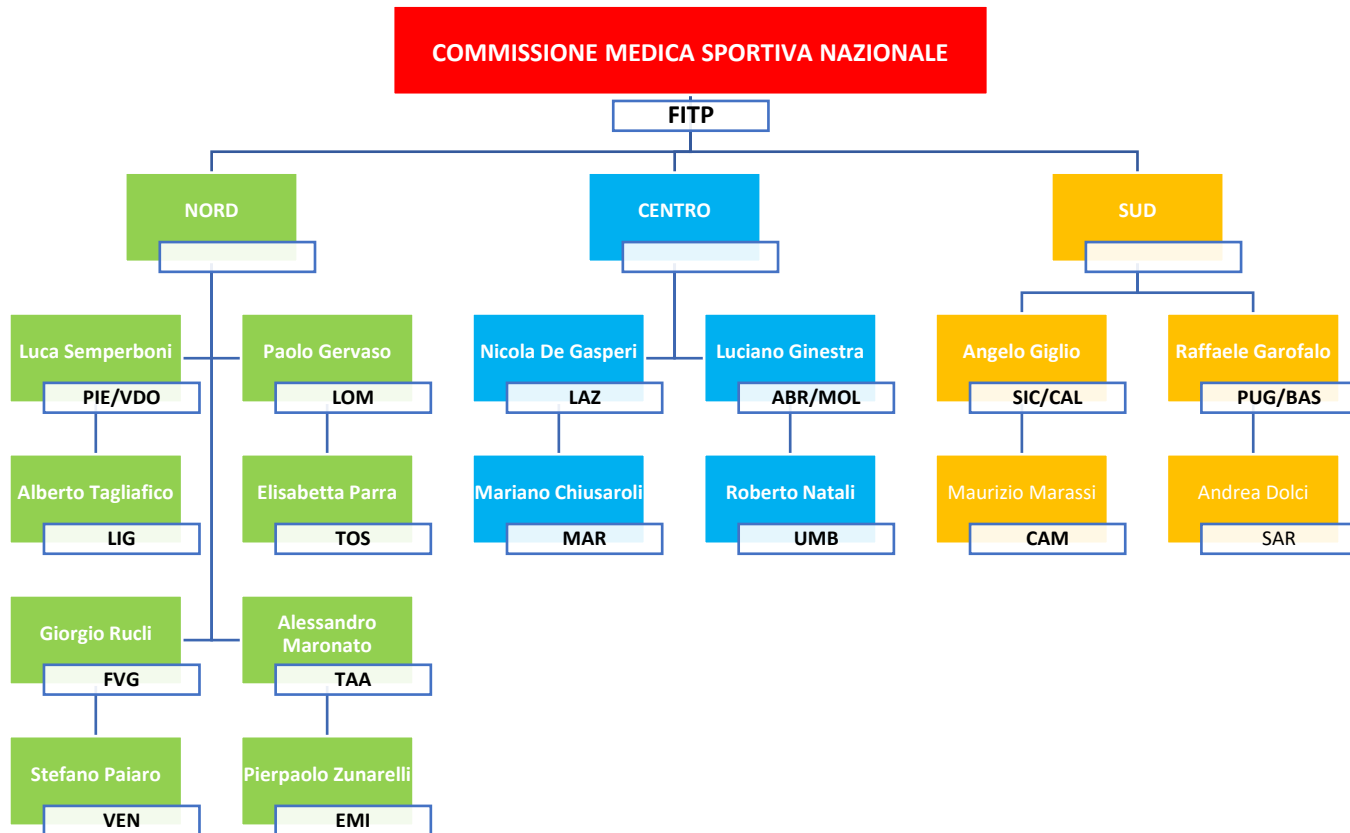 COMMISSIONE MEDICA SPORTIVA NAZIONALE
FITP
NORD
CENTRO
SUD
Luca Semperboni
PIE/VDO
Paolo Gervaso
LOM
Nicola De Gasperi
LAZ
Luciano Ginestra
ABR/MOL
Angelo Giglio
SIC/CAL
Raffaele Garofalo
PUG/BAS
Alberto Tagliafico
LIG
Elisabetta Parra
TOS
Mariano Chiusaroli
MAR
Roberto Natali
UMB
Maurizio Marassi
CAM
Andrea Dolci
SAR
Giorgio Rucli
FVG
Alessandro
Maronato
TAA
Stefano Paiaro
VEN
Pierpaolo Zunarelli
EMI